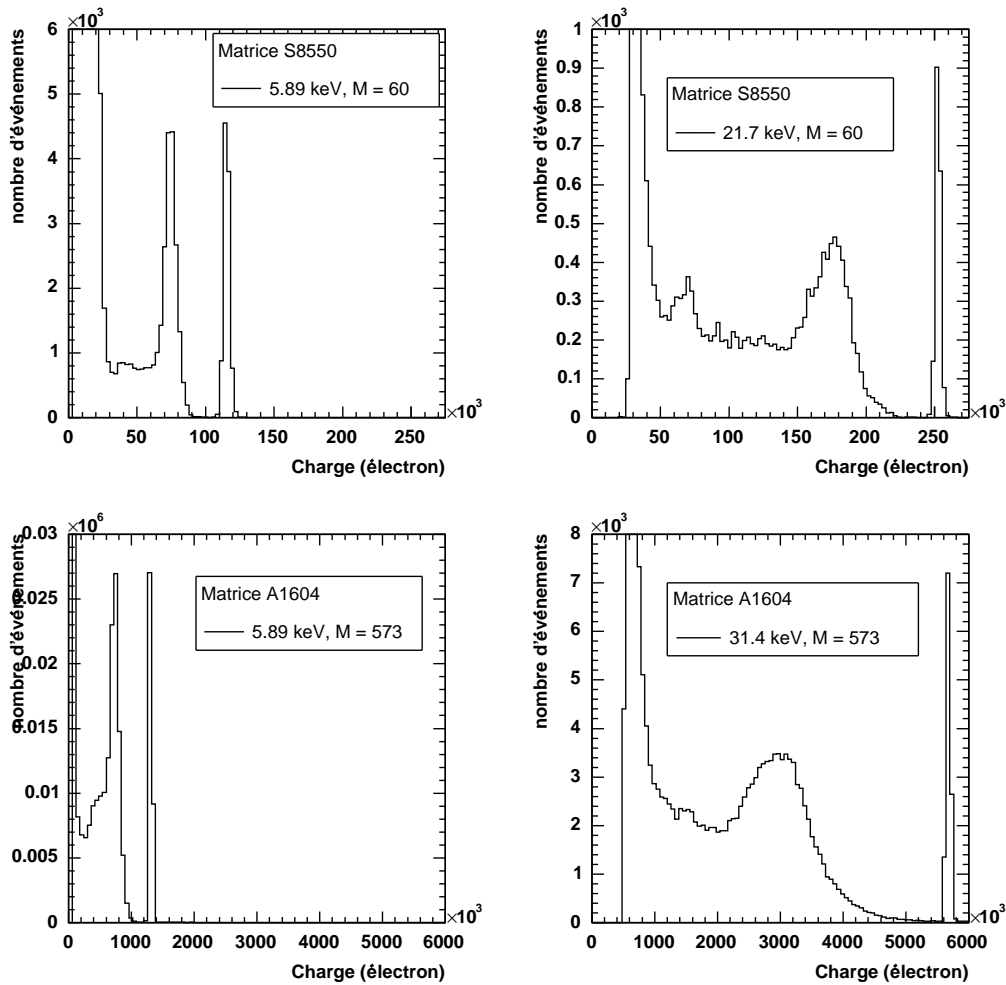 ×10³
nombre d'événements
6
5
4
3
2
1
0
Matrice S8550
5.89 keV, M = 60
0 50 100 150 200 250
×10³
Charge (électron)
×10³
nombre d'événements
1
0.9
0.8
0.7
0.6
0.5
0.4
0.3
0.2
0.1
0
Matrice S8550
21.7 keV, M = 60
0 50 100 150 200 250
×10³
Charge (électron)
×10⁶
nombre d'événements
0.03
0.025
0.02
0.015
0.01
0.005
0
Matrice A1604
5.89 keV, M = 573
0 1000 2000 3000 4000 5000 6000
×10³
Charge (électron)
×10³
nombre d'événements
8
7
6
5
4
3
2
1
0
Matrice A1604
31.4 keV, M = 573
0 1000 2000 3000 4000 5000 6000
×10³
Charge (électron)